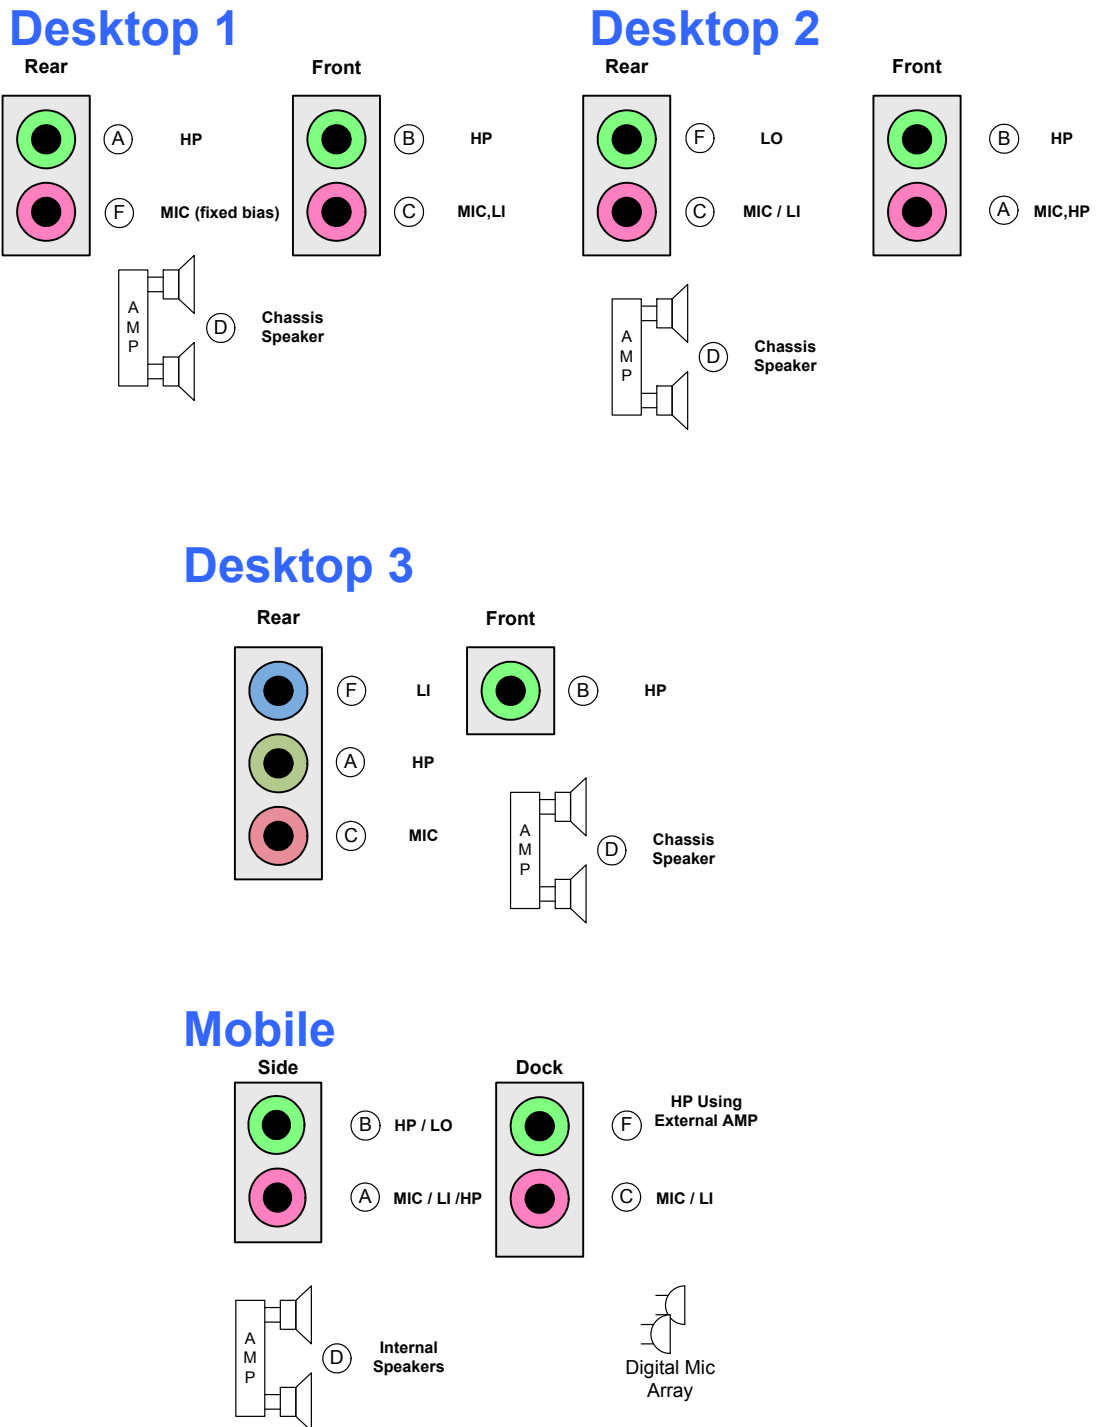 Desktop 1
Rear
Front
A
HP
B
HP
F
MIC (fixed bias)
C
MIC,LI
A
M
P
D
Chassis
Speaker
Desktop 2
Rear
Front
F
LO
B
HP
C
MIC / LI
A
MIC,HP
A
M
P
D
Chassis
Speaker
Desktop 3
Rear
Front
F
LI
B
HP
A
HP
C
MIC
A
M
P
D
Chassis
Speaker
Mobile
Side
Dock
B
HP / LO
F
HP Using
External AMP
A
MIC / LI /HP
C
MIC / LI
A
M
P
D
Internal
Speakers
Digital Mic
Array